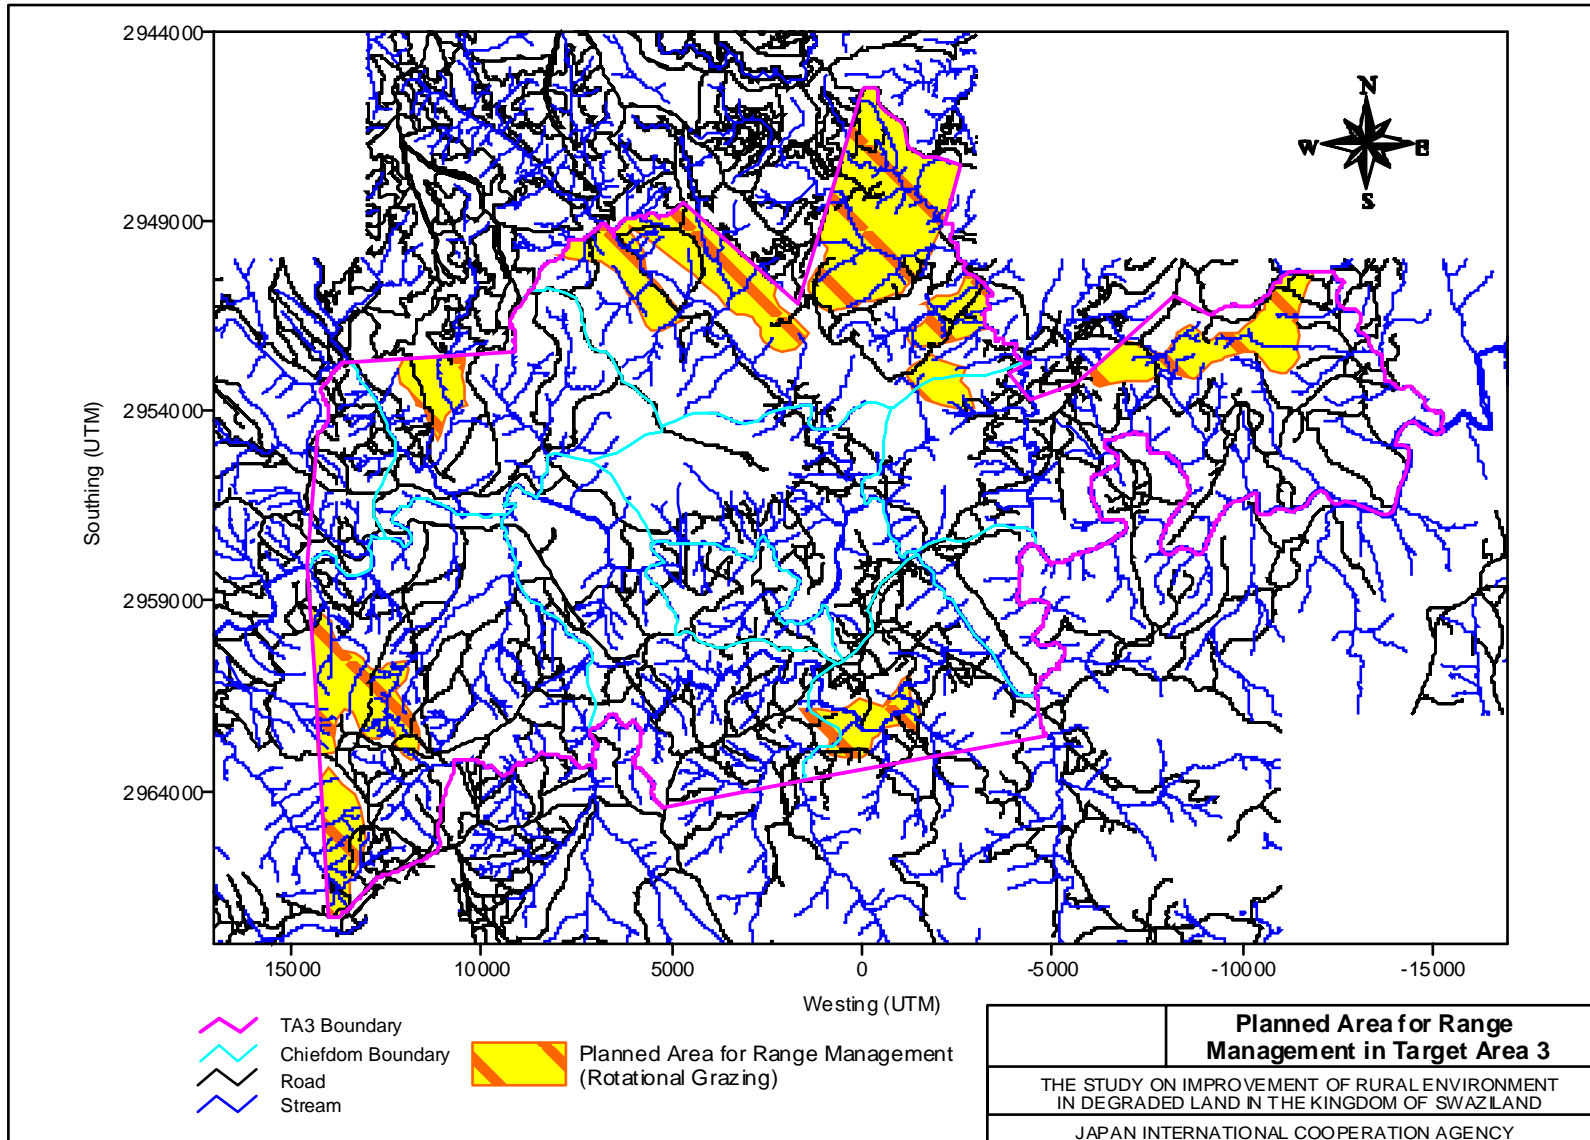 2944000
2949000
2954000
2959000
2964000
Southing (UTM)
N
W
E
S
15000
10000
5000
0
-5000
-10000
-15000
Westing (UTM)
TA3 Boundary
Chiefdom Boundary
Road
Stream
Planned Area for Range Management
(Rotational Grazing)
Planned Area for Range
Management in Target Area 3
THE STUDY ON IMPROVEMENT OF RURAL ENVIRONMENT
IN DEGRADED LAND IN THE KINGDOM OF SWAZILAND
JAPAN INTERNATIONAL COOPERATION AGENCY